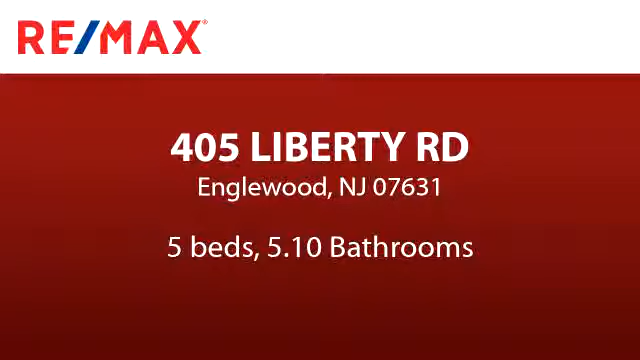 RE/MAX®
405 LIBERTY RD
Englewood, NJ 07631
5 beds, 5.10 Bathrooms